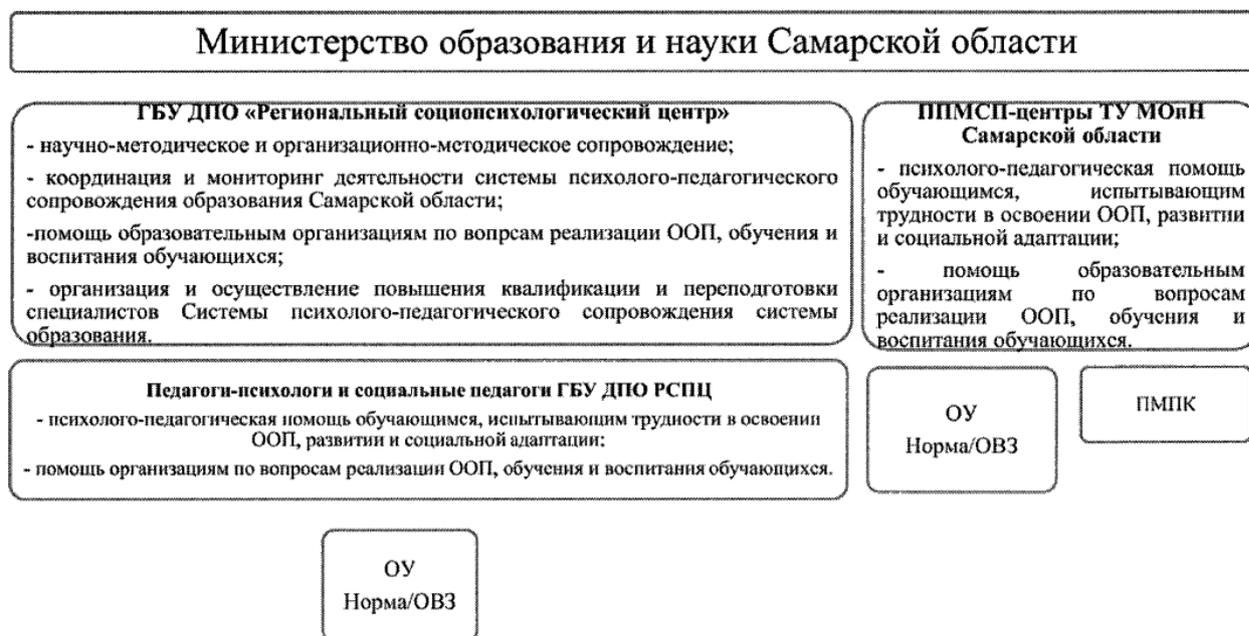 Министерство образования и науки Самарской области
ГБУ ДПО «Региональный социопсихологический центр»
- научно-методическое и организационно-методическое сопровождение;
- координация и мониторинг деятельности системы психолого-педагогического
сопровождения образования Самарской области;
-помощь образовательным организациям по вопрсам реализации ООП, обучения и
воспитания обучающихся;
- организация и осуществление повышения квалификации и переподготовки
специалистов Системы психолого-педагогического сопровождения системы
образования.
ППМСП-центры ТУ МОиН
Самарской области
- психолого-педагогическая помощь
обучающимся, испытывающим
трудности в освоении ООП, развитии
и социальной адаптации;
- помощь образовательным
организациям по вопросам
реализации ООП, обучения и
воспитания обучающихся.
Педагоги-психологи и социальные педагоги ГБУ ДПО РСПЦ
- психолого-педагогическая помощь обучающимся, испытывающим трудности в освоении
ООП, развитии и социальной адаптации;
- помощь организациям по вопросам реализации ООП, обучения и воспитания обучающихся.
ОУ
Норма/ОВЗ
ПМПК
ОУ
Норма/ОВЗ